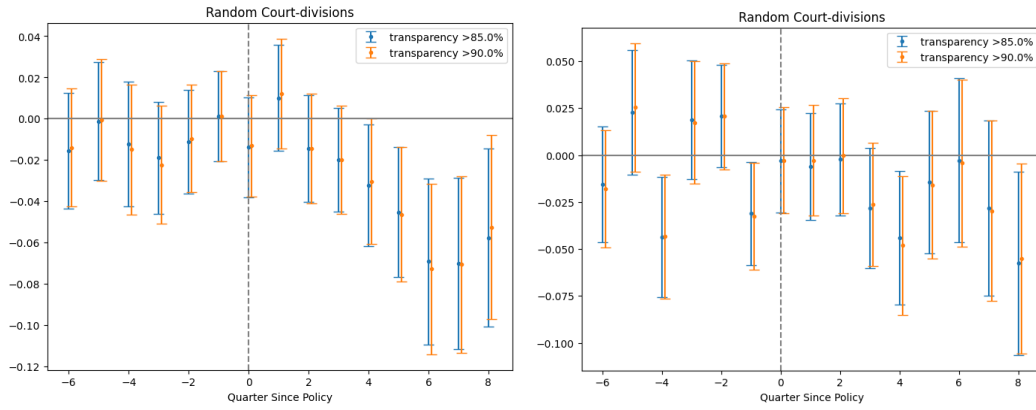 Random Court-divisions
transparency >85.0%
transparency >90.0%
0.04
0.02
0.00
−0.02
−0.04
−0.06
−0.08
−0.10
−0.12
−6 −4 −2 0 2 4 6 8
Quarter Since Policy
Random Court-divisions
transparency >85.0%
transparency >90.0%
0.050
0.025
0.000
−0.025
−0.050
−0.075
−0.100
−6 −4 −2 0 2 4 6 8
Quarter Since Policy